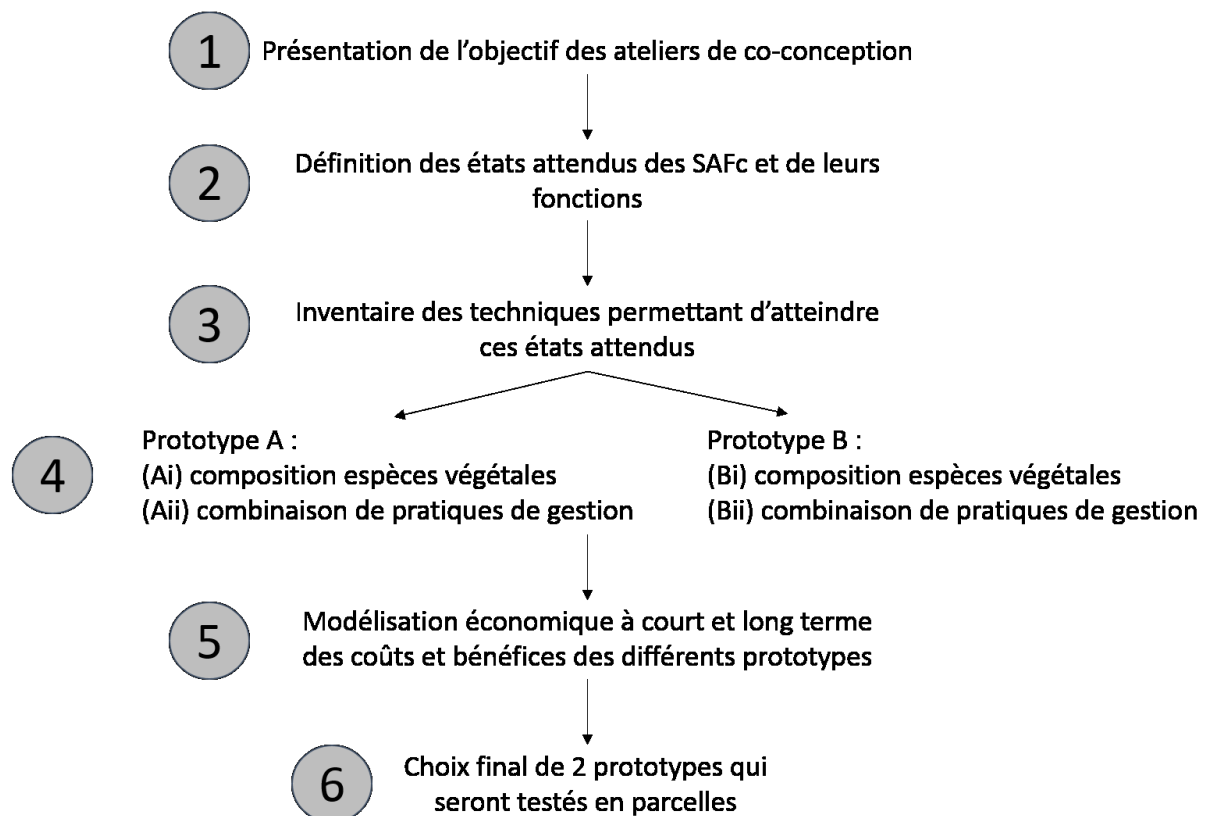 1
Présentation de l'objectif des ateliers de co-conception
2
Définition des états attendus des SAFc et de leurs
fonctions
3
Inventaire des techniques permettant d'atteindre
ces états attendus
4
Prototype A :
(Ai) composition espèces végétales
(Aii) combinaison de pratiques de gestion
Prototype B :
(Bi) composition espèces végétales
(Bii) combinaison de pratiques de gestion
5
Modélisation économique à court et long terme
des coûts et bénéfices des différents prototypes
6
Choix final de 2 prototypes qui
seront testés en parcelles